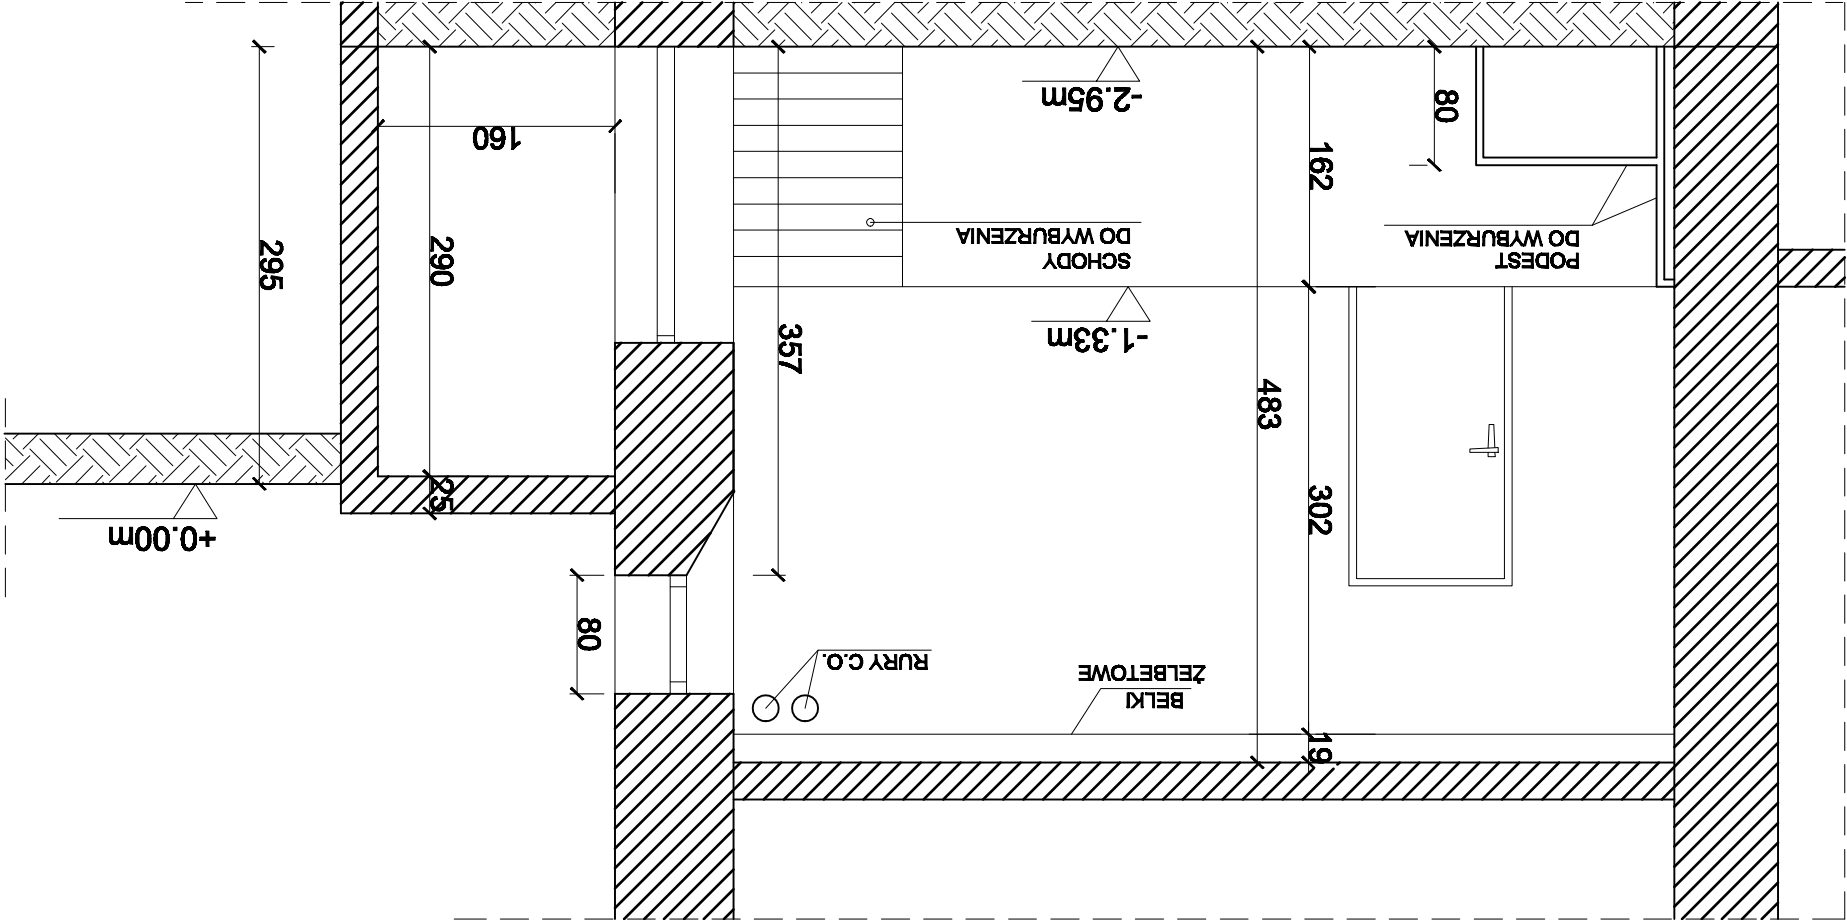 19
BELKI
ŻELBETOWE
RURY C.O.
80
302
483
357
+0.00m
25
-1.33m
290
295
PODEST
DO WYBURZENIA
SCHODY
DO WYBURZENIA
162
160
80
-2.95m